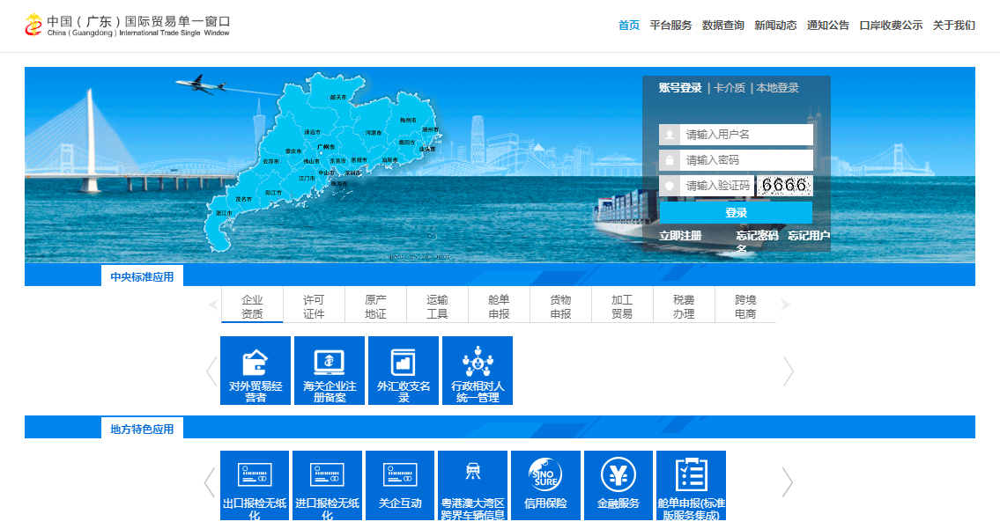 中国（广东）国际贸易单一窗口
China (Guangdong) International Trade Single Window
首页 平台服务 数据查询 新闻动态 通知公告 口岸收费公示 关于我们
账号登录 | 卡介质 | 本地登录
韶关市
梅州市
清远市
河源市
潮州市
广州市
揭阳市
肇庆市
汕头市
云浮市
佛山市
东莞市
惠州市
汕尾市
中山市
深圳市
江门市
珠海市
阳江市
茂名市
湛江市
请输入用户名
请输入密码
请输入验证码 6666
登录
立即注册 忘记密码 忘记用户
名
中央标准应用
企业
资质
许可
证件
原产
地证
运输
工具
舱单
申报
货物
申报
加工
贸易
税费
办理
跨境
电商
对外贸易经
营者
海关企业注
册备案
外汇收支名
录
行政相对人
统一管理
地方特色应用
出口报检无纸
化
进口报检无纸
化
关企互动
粤港澳大湾区
跨界车辆信息
SINO
SURE
信用保险
金融服务
舱单申报(标准
版服务集成)